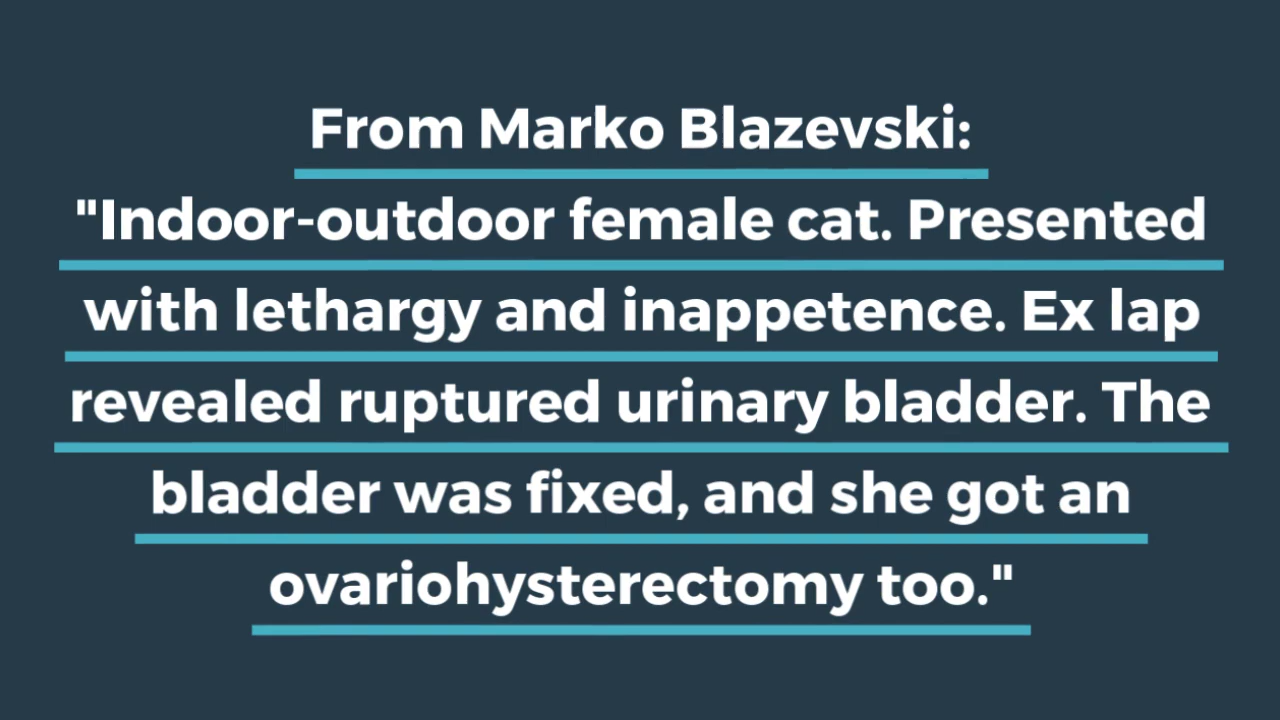 From Marko Blazevski:
"Indoor-outdoor female cat. Presented
with lethargy and inappetence. Ex lap
revealed ruptured urinary bladder. The
bladder was fixed, and she got an
ovariohysterectomy too."